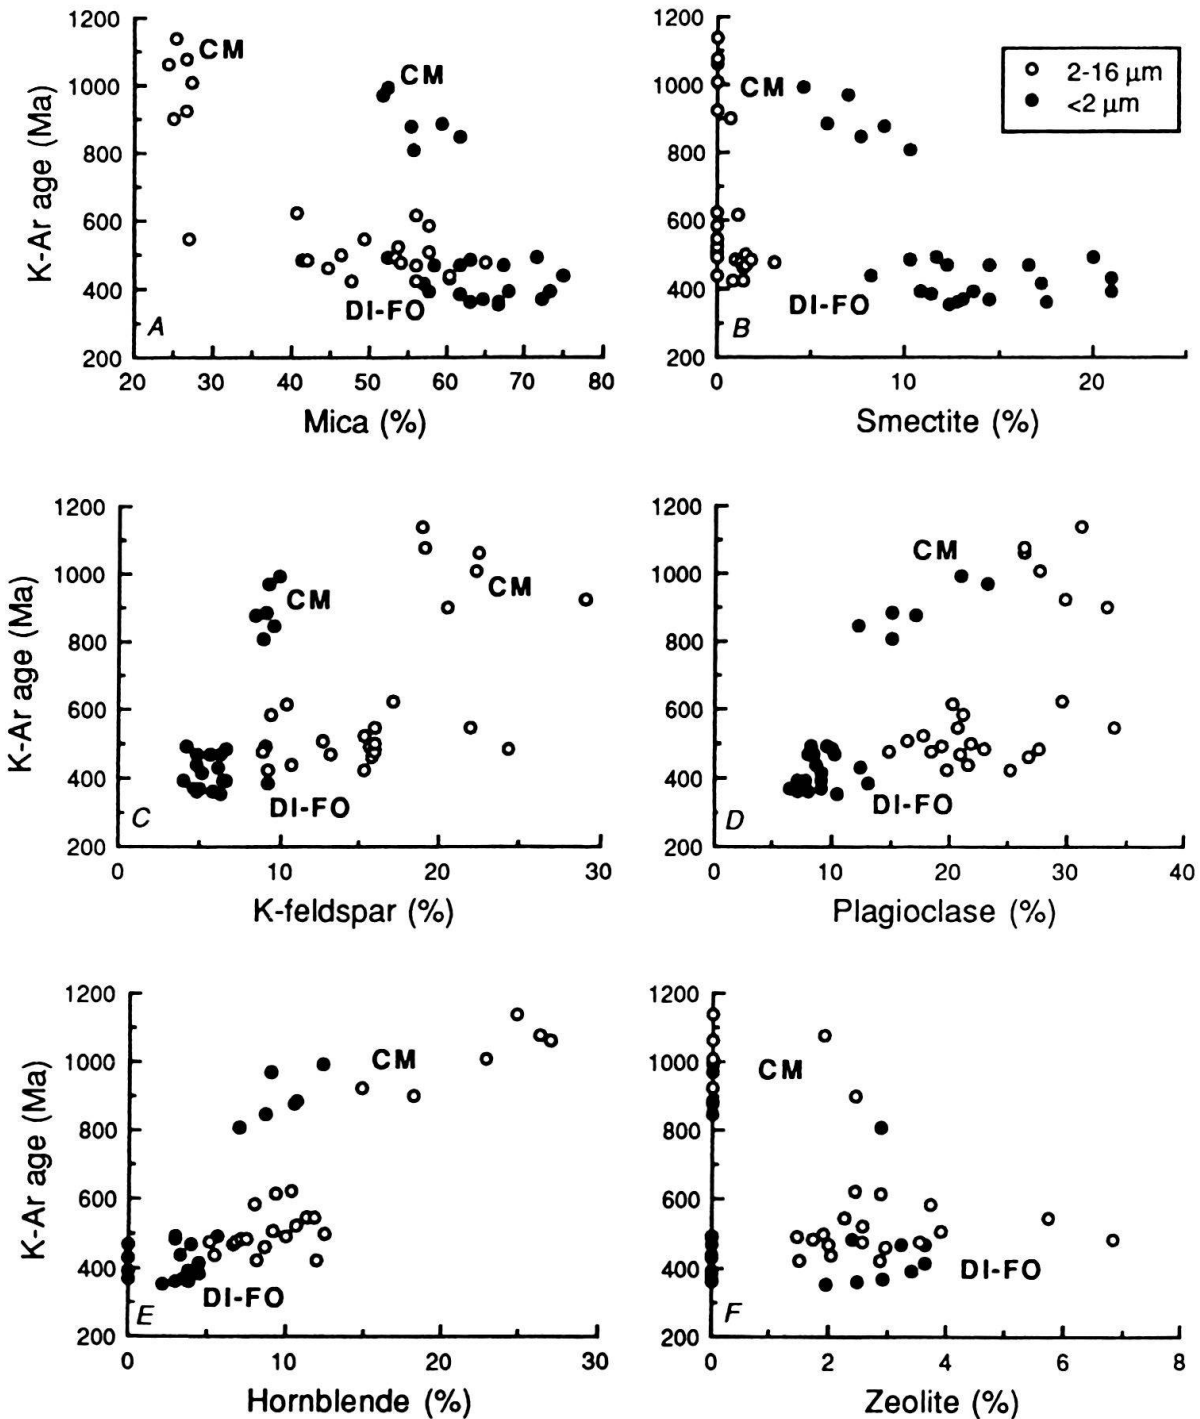 1200
1000
800
600
400
200
K-Ar age (Ma)
CM
CM
DI-FO
A
20 30 40 50 60 70 80
Mica (%)
1200
1000
800
600
400
200
CM
DI-FO
B
2-16 μm
<2 μm
0 10 20
Smectite (%)
1200
1000
800
600
400
200
K-Ar age (Ma)
CM
CM
DI-FO
C
0 10 20 30
K-feldspar (%)
1200
1000
800
600
400
200
CM
DI-FO
D
0 10 20 30 40
Plagioclase (%)
1200
1000
800
600
400
200
K-Ar age (Ma)
CM
DI-FO
E
0 10 20 30
Hornblende (%)
1200
1000
800
600
400
200
CM
DI-FO
F
0 2 4 6 8
Zeolite (%)